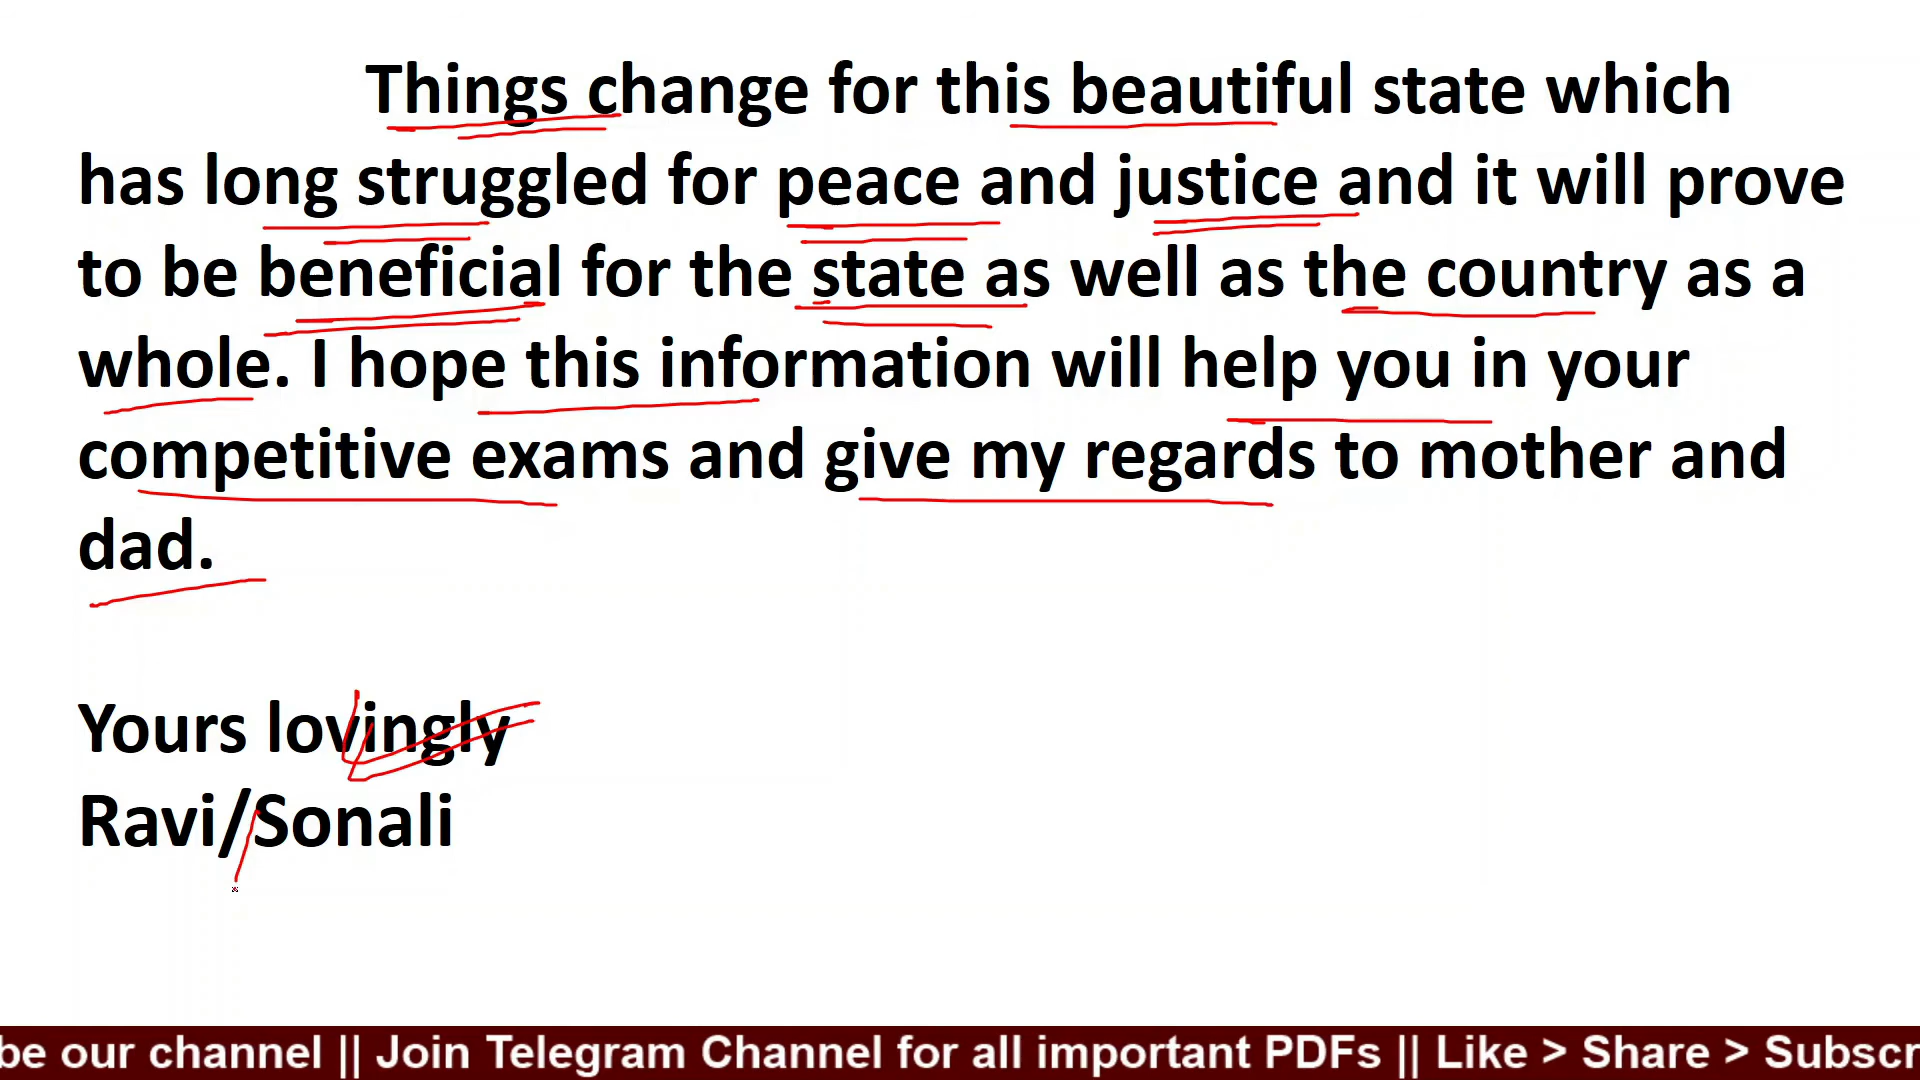 Things change for this beautiful state which
has long struggled for peace and justice and it will prove
to be beneficial for the state as well as the country as a
whole. I hope this information will help you in your
competitive exams and give my regards to mother and
dad.
Yours lovingly
Ravi/Sonali
be our channel || Join Telegram Channel for all important PDFs || Like > Share > Subscr